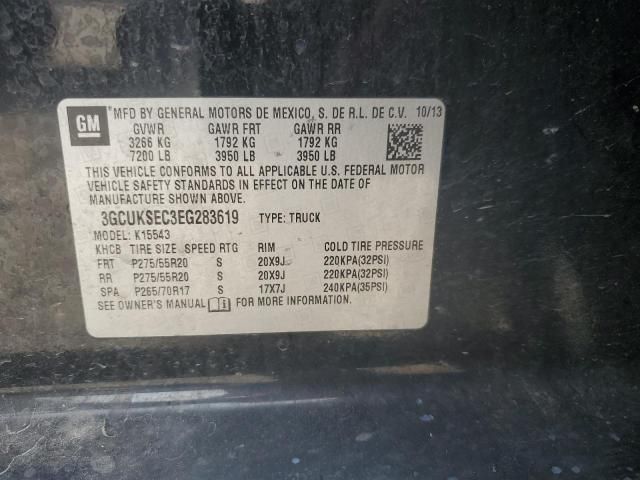 GM
MFD BY GENERAL MOTORS DE MEXICO, S. DE R.L. DE C.V. 10/13
GVWR GAWR FRT GAWR RR
3266 KG 1792 KG 1792 KG
7200 LB 3950 LB 3950 LB
THIS VEHICLE CONFORMS TO ALL APPLICABLE U.S. FEDERAL MOTOR
VEHICLE SAFETY STANDARDS IN EFFECT ON THE DATE OF
MANUFACTURE SHOWN ABOVE.
3GCUKSEC3EG283619 TYPE: TRUCK
MODEL: K15543
KHCB TIRE SIZE SPEED RTG RIM COLD TIRE PRESSURE
FRT P275/55R20 S 20X9J 220KPA(32PSI)
RR P275/55R20 S 20X9J 220KPA(32PSI)
SPA P265/70R17 S 17X7J 240KPA(35PSI)
SEE OWNER'S MANUAL FOR MORE INFORMATION.